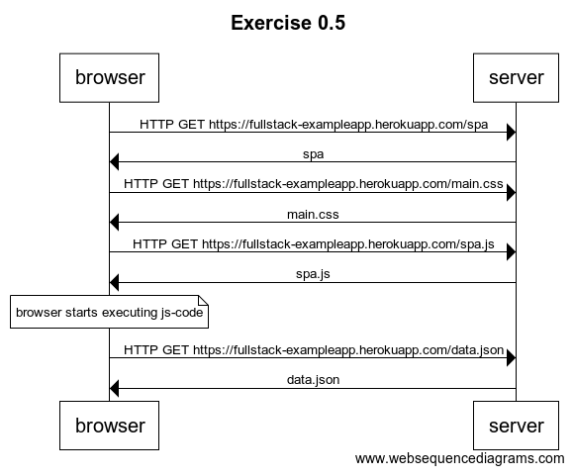 Exercise 0.5
browser
server
HTTP GET https://fullstack-exampleapp.herokuapp.com/spa
spa
HTTP GET https://fullstack-exampleapp.herokuapp.com/main.css
main.css
HTTP GET https://fullstack-exampleapp.herokuapp.com/spa.js
spa.js
browser starts executing js-code
HTTP GET https://fullstack-exampleapp.herokuapp.com/data.json
data.json
browser
server
www.websequencediagrams.com